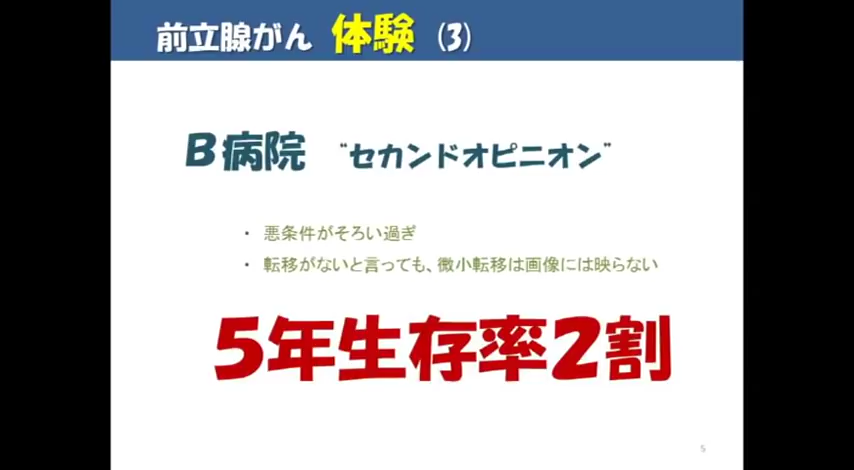 前立腺がん 体験 (3)
B病院 “セカンドオピニオン”
・ 悪条件がそろい過ぎ
・ 転移がないと言っても、微小転移は画像には映らない
5年生存率2割
5